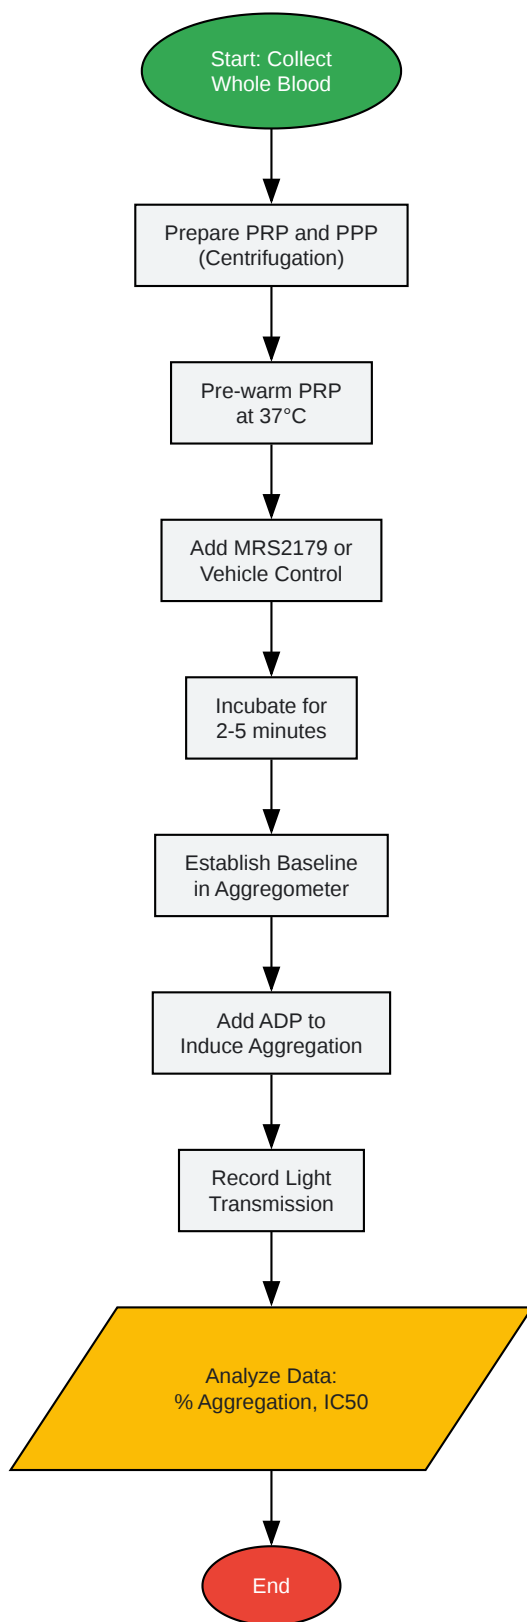 Start: Collect
Whole Blood
Prepare PRP and PPP
(Centrifugation)
Pre-warm PRP
at 37°C
Add MRS2179 or
Vehicle Control
Incubate for
2-5 minutes
Establish Baseline
in Aggregometer
Add ADP to
Induce Aggregation
Record Light
Transmission
Analyze Data:
% Aggregation, IC50
End